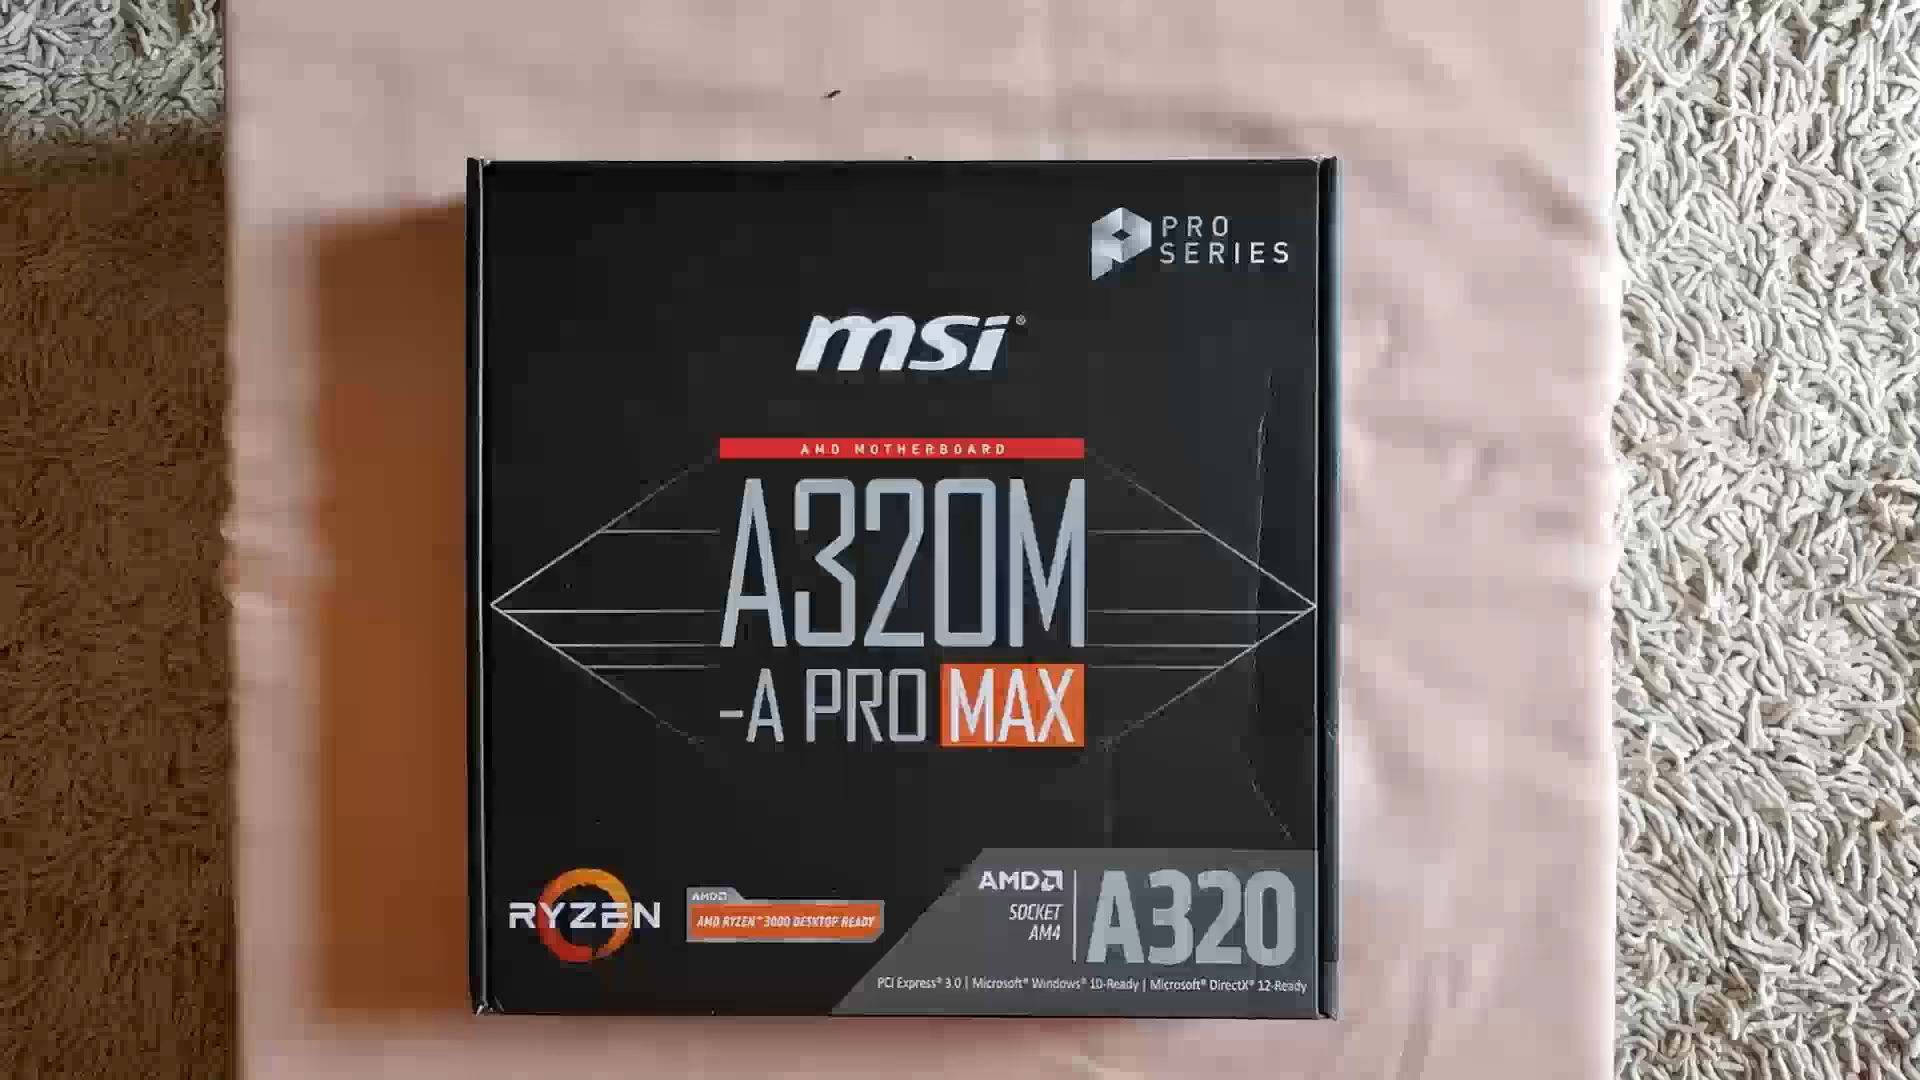 PRO
SERIES
msi®
AMD MOTHERBOARD
A320M
-A PRO MAX
RYZEN
AMD
AMD RYZEN™ 3000 DESKTOP READY
AMD
SOCKET
AM4
A320
PCI Express® 3.0 | Microsoft® Windows® 10-Ready | Microsoft® DirectX® 12-Ready